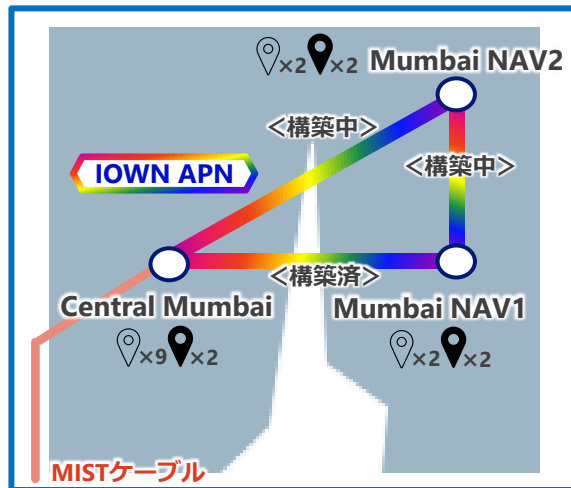 ×2 ×2
Mumbai NAV2
<構築中>
<構築中>
IOWN APN
<構築済>
Central Mumbai
×9 ×2
Mumbai NAV1
×2 ×2
MISTケーブル